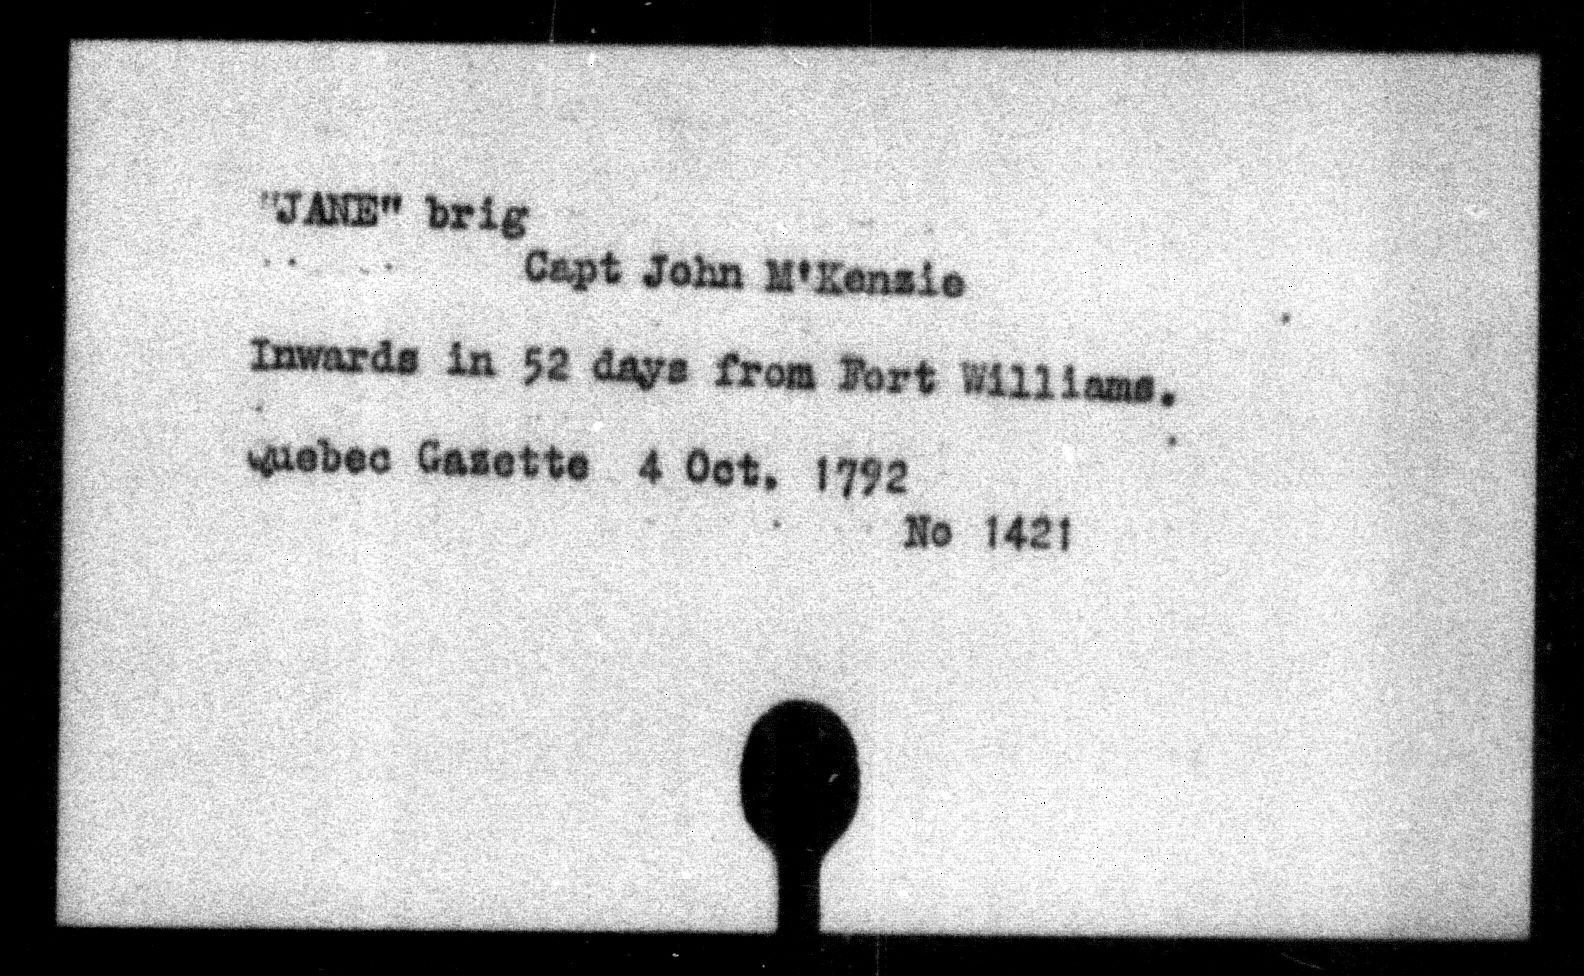 "JANE" brig
Capt John M'Kenzie
Inwards in 52 days from Fort Williams.
Quebec Gazette 4 Oct. 1792
No 1421